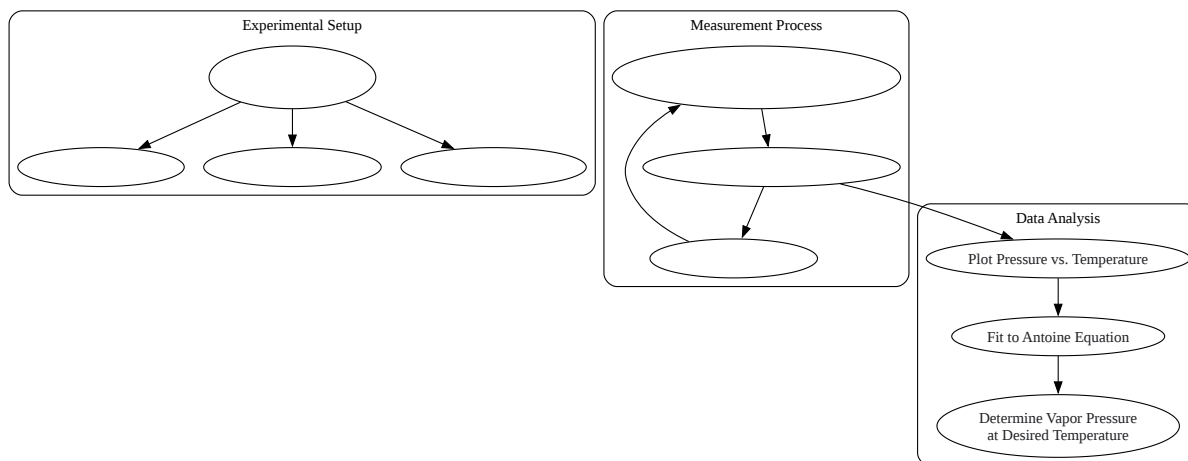 Experimental Setup
Measurement Process
Data Analysis
Plot Pressure vs. Temperature
Fit to Antoine Equation
Determine Vapor Pressure
at Desired Temperature